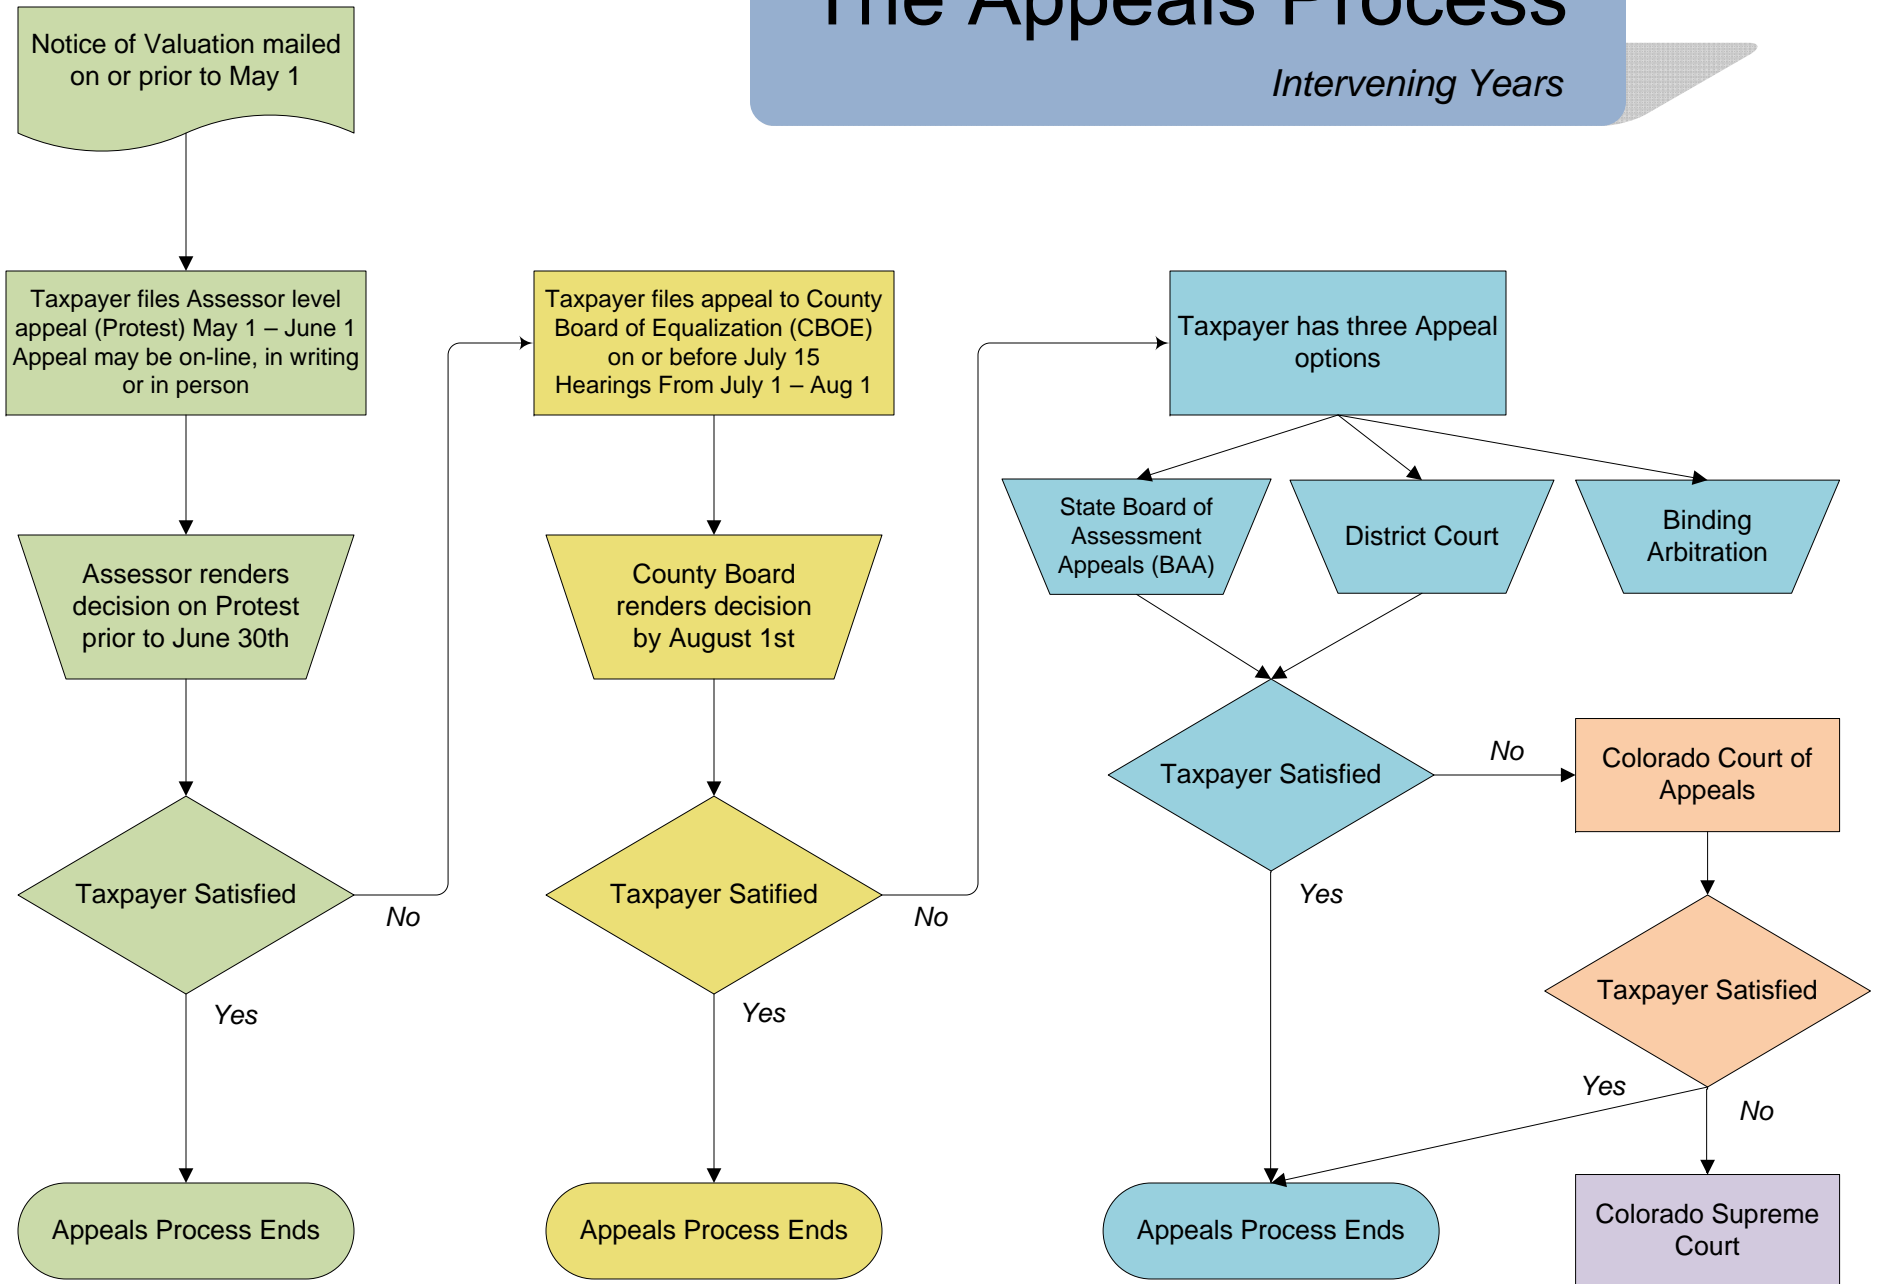 The Appeals Process
Intervening Years
Notice of Valuation mailed
on or prior to May 1
Taxpayer files Assessor level
appeal (Protest) May 1 – June 1
Appeal may be on-line, in writing
or in person
Assessor renders
decision on Protest
prior to June 30th
Taxpayer Satisfied
No
Yes
Appeals Process Ends
Taxpayer files appeal to County
Board of Equalization (CBOE)
on or before July 15
Hearings From July 1 – Aug 1
County Board
renders decision
by August 1st
Taxpayer Satified
No
Yes
Appeals Process Ends
Taxpayer has three Appeal
options
State Board of
Assessment
Appeals (BAA)
District Court
Binding
Arbitration
Taxpayer Satisfied
No
Yes
Colorado Court of
Appeals
Taxpayer Satisfied
Yes
No
Appeals Process Ends
Colorado Supreme
Court